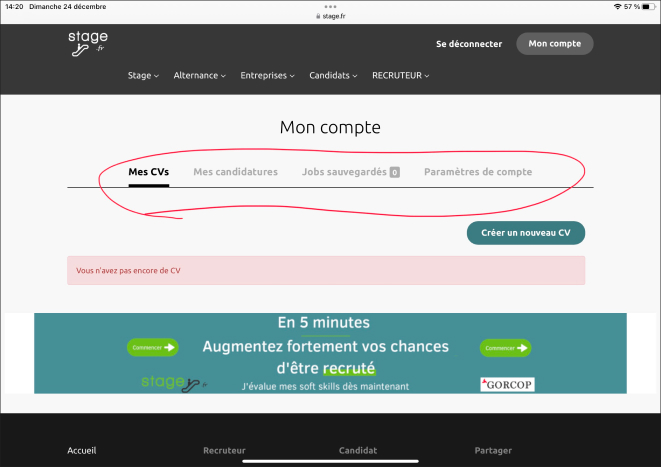 14:20 Dimanche 24 décembre
57 %
stage.fr
stage
.fr
Se déconnecter
Mon compte
Stage
Alternance
Entreprises
Candidats
RECRUTEUR
Mon compte
Mes CVs
Mes candidatures
Jobs sauvegardés 0
Paramètres de compte
Créer un nouveau CV
Vous n'avez pas encore de CV
En 5 minutes
Commencer
Augmentez fortement vos chances
Commencer
d'être recruté
stage .fr
J'évalue mes soft skills dès maintenant
GORCOP
Accueil
Recruteur
Candidat
Partager